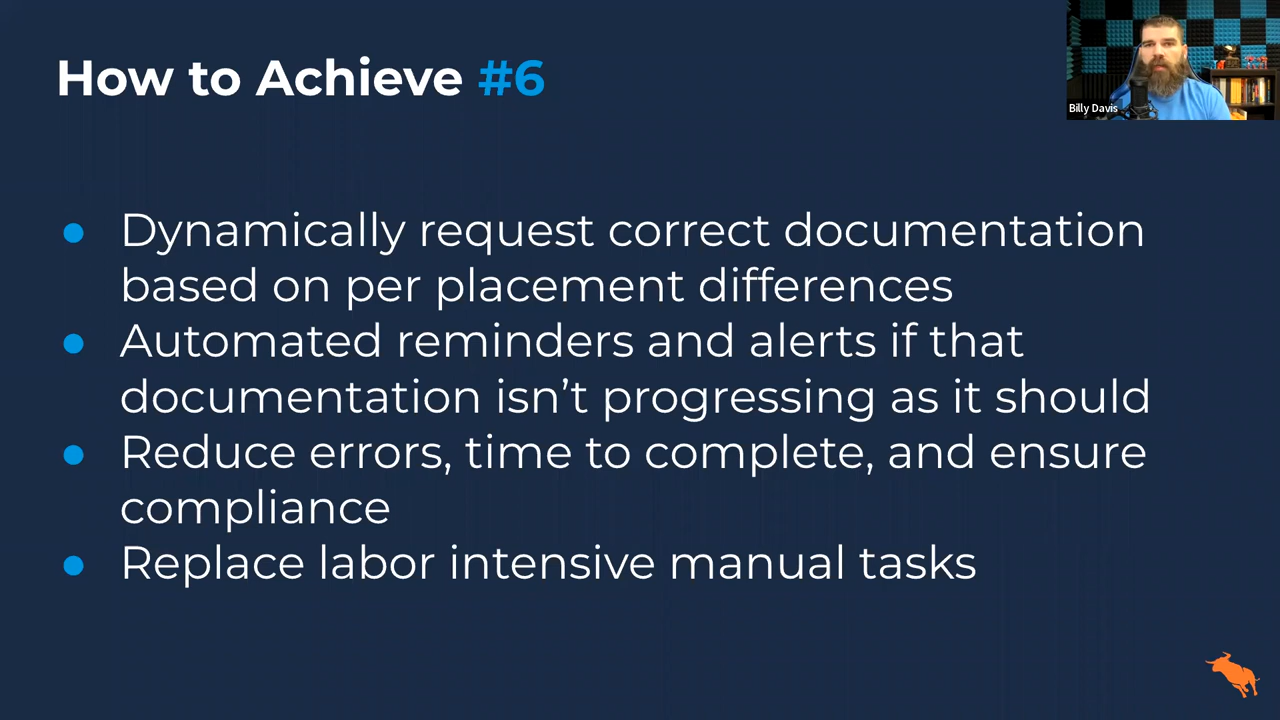 How to Achieve #6
Billy Davis
● Dynamically request correct documentation
based on per placement differences
● Automated reminders and alerts if that
documentation isn't progressing as it should
● Reduce errors, time to complete, and ensure
compliance
● Replace labor intensive manual tasks